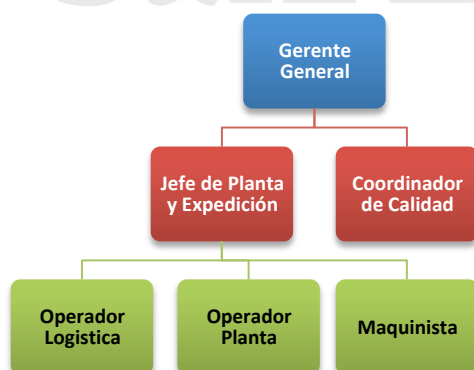 Gerente
General
Jefe de Planta
y Expedición
Coordinador
de Calidad
Operador
Logistica
Operador
Planta
Maquinista